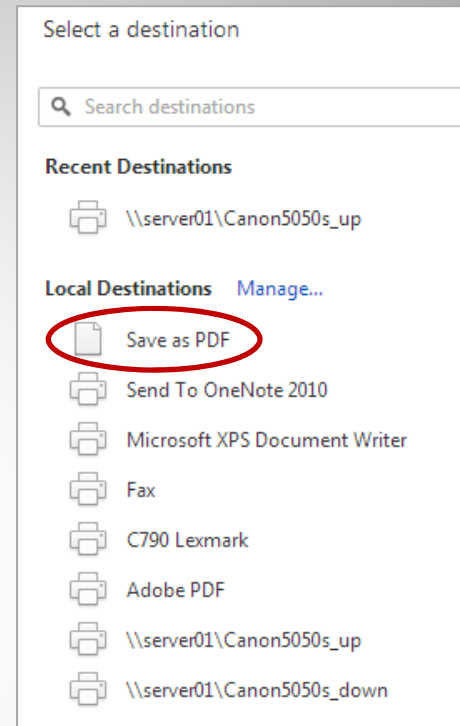 Select a destination
Search destinations
Recent Destinations
\\server01\Canon5050s_up
Local Destinations Manage...
Save as PDF
Send To OneNote 2010
Microsoft XPS Document Writer
Fax
C790 Lexmark
Adobe PDF
\\server01\Canon5050s_up
\\server01\Canon5050s_down